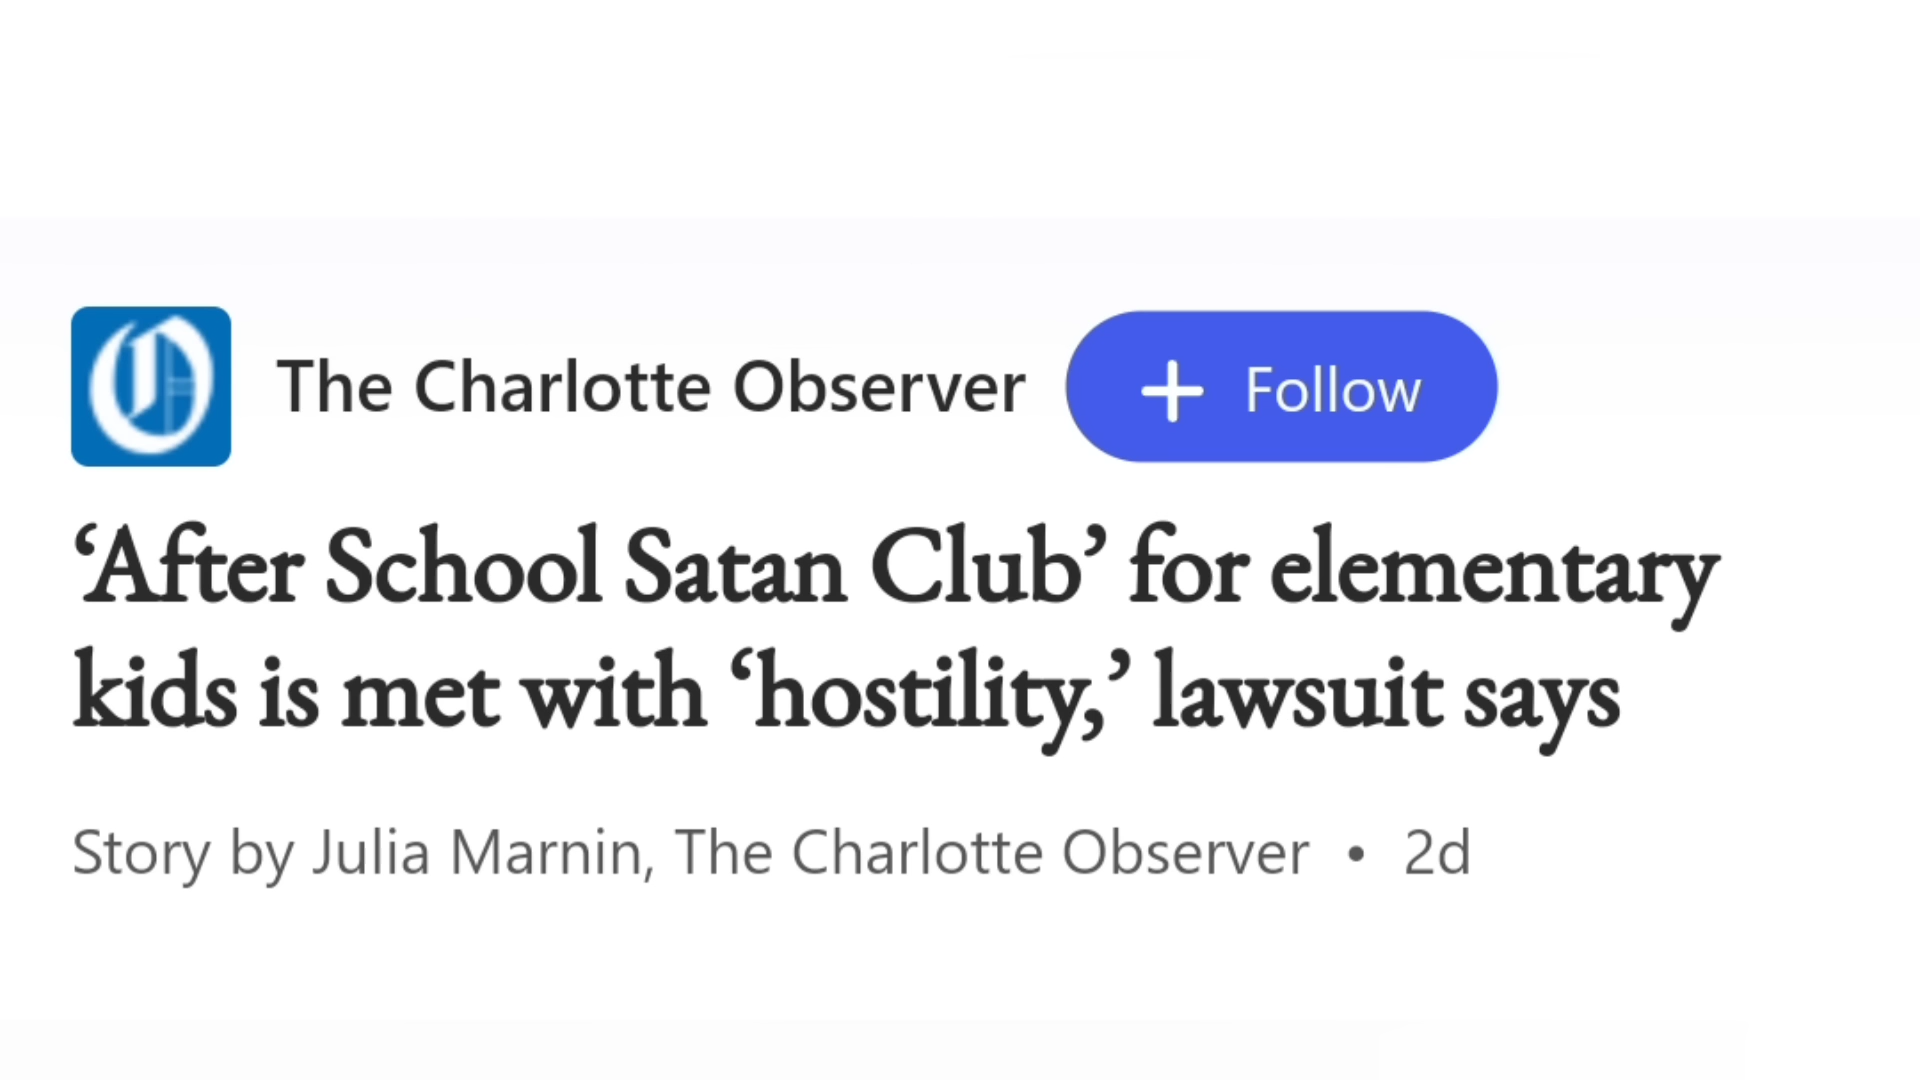 The Charlotte Observer
+ Follow
‘After School Satan Club’ for elementary
kids is met with ‘hostility,’ lawsuit says
Story by Julia Marnin, The Charlotte Observer • 2d